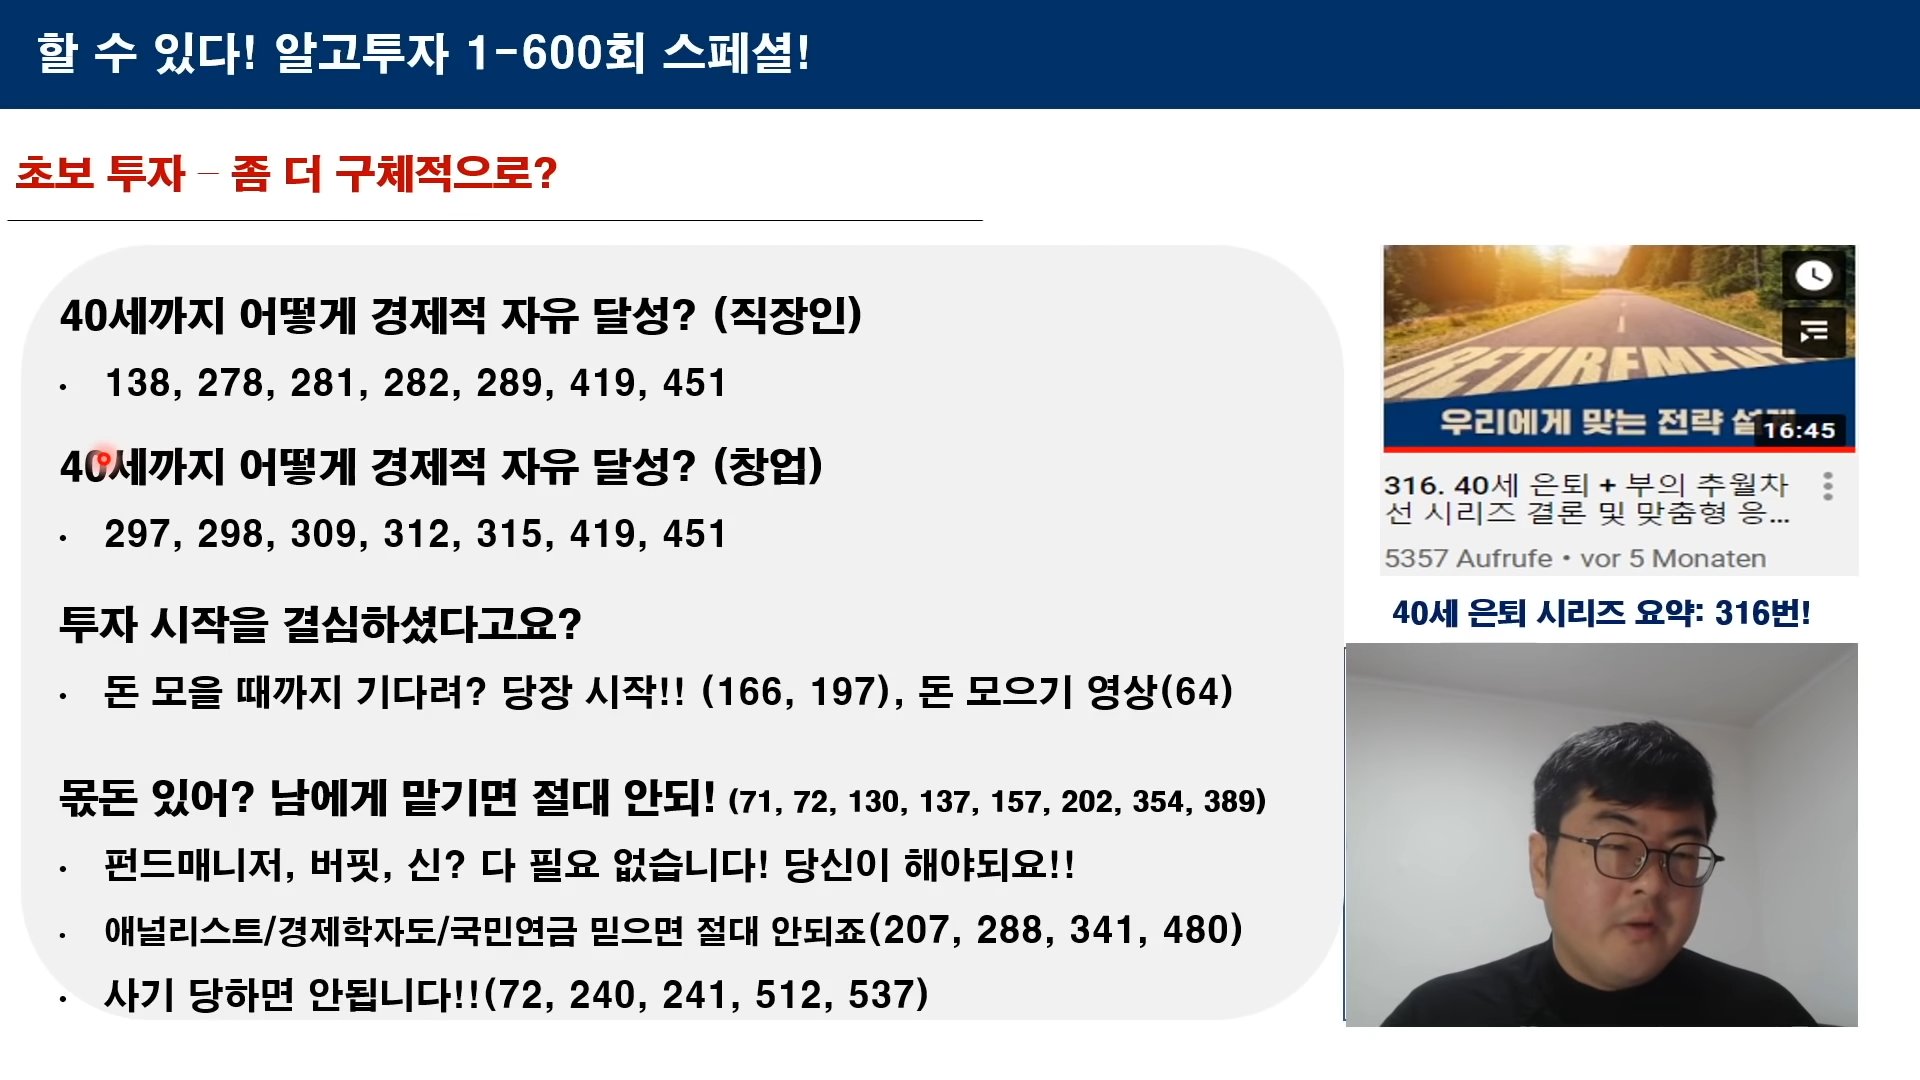 할 수 있다! 알고투자 1-600회 스페셜!
초보 투자 – 좀 더 구체적으로?
40세까지 어떻게 경제적 자유 달성? (직장인)
• 138, 278, 281, 282, 289, 419, 451
40세까지 어떻게 경제적 자유 달성? (창업)
• 297, 298, 309, 312, 315, 419, 451
투자 시작을 결심하셨다고요?
• 돈 모을 때까지 기다려? 당장 시작!! (166, 197), 돈 모으기 영상(64)
몫돈 있어? 남에게 맡기면 절대 안되! (71, 72, 130, 137, 157, 202, 354, 389)
• 펀드매니저, 버핏, 신? 다 필요 없습니다! 당신이 해야되요!!
• 애널리스트/경제학자도/국민연금 믿으면 절대 안되죠(207, 288, 341, 480)
• 사기 당하면 안됩니다!!(72, 240, 241, 512, 537)
RETIREMENT
우리에게 맞는 전략 설계
16:45
316. 40세 은퇴 + 부의 추월차
선 시리즈 결론 및 맞춤형 응...
5357 Aufrufe • vor 5 Monaten
40세 은퇴 시리즈 요약: 316번!